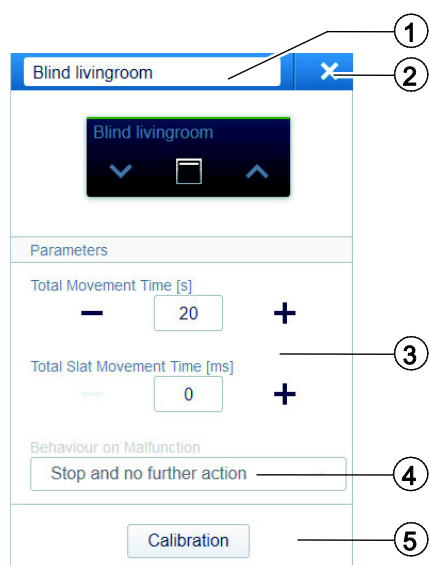 1
Blind livingroom
2
Blind livingroom
Parameters
Total Movement Time [s]
20
3
Total Slat Movement Time [ms]
0
Behaviour on Malfunction
Stop and no further action
4
Calibration
5